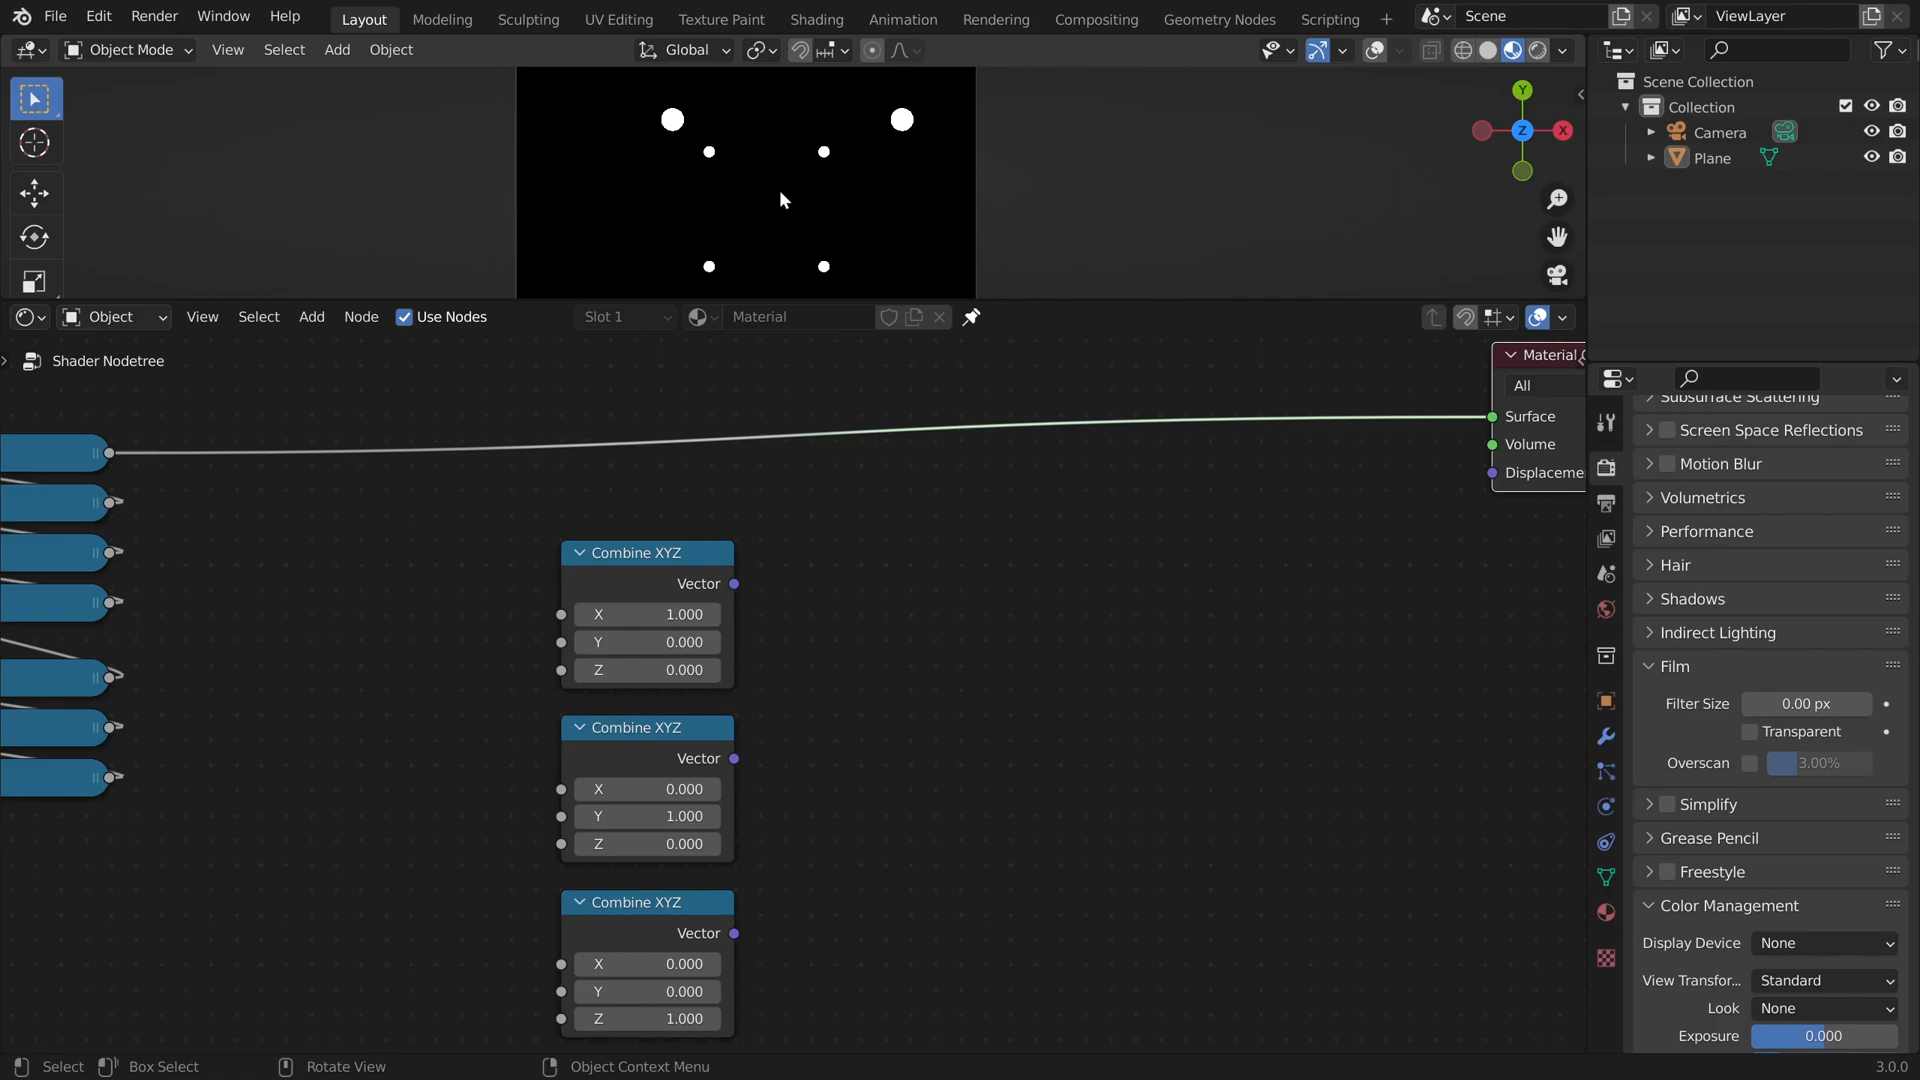 File Edit Render Window Help Layout Modeling Sculpting UV Editing Texture Paint Shading Animation Rendering Compositing Geometry Nodes Scripting + Scene ViewLayer
Object Mode View Select Add Object Global
Y
Z X
Scene Collection
Collection
Camera
Plane
Object View Select Add Node Use Nodes Slot 1 Material
Shader Nodetree
Material
All
Surface
Volume
Displaceme
Combine XYZ
Vector
X 1.000
Y 0.000
Z 0.000
Combine XYZ
Vector
X 0.000
Y 1.000
Z 0.000
Combine XYZ
Vector
X 0.000
Y 0.000
Z 1.000
Subsurface Scattering
Screen Space Reflections
Motion Blur
Volumetrics
Performance
Hair
Shadows
Indirect Lighting
Film
Filter Size 0.00 px
Transparent
Overscan 3.00%
Simplify
Grease Pencil
Freestyle
Color Management
Display Device None
View Transfor... Standard
Look None
Exposure 0.000
Select Box Select Rotate View Object Context Menu 3.0.0